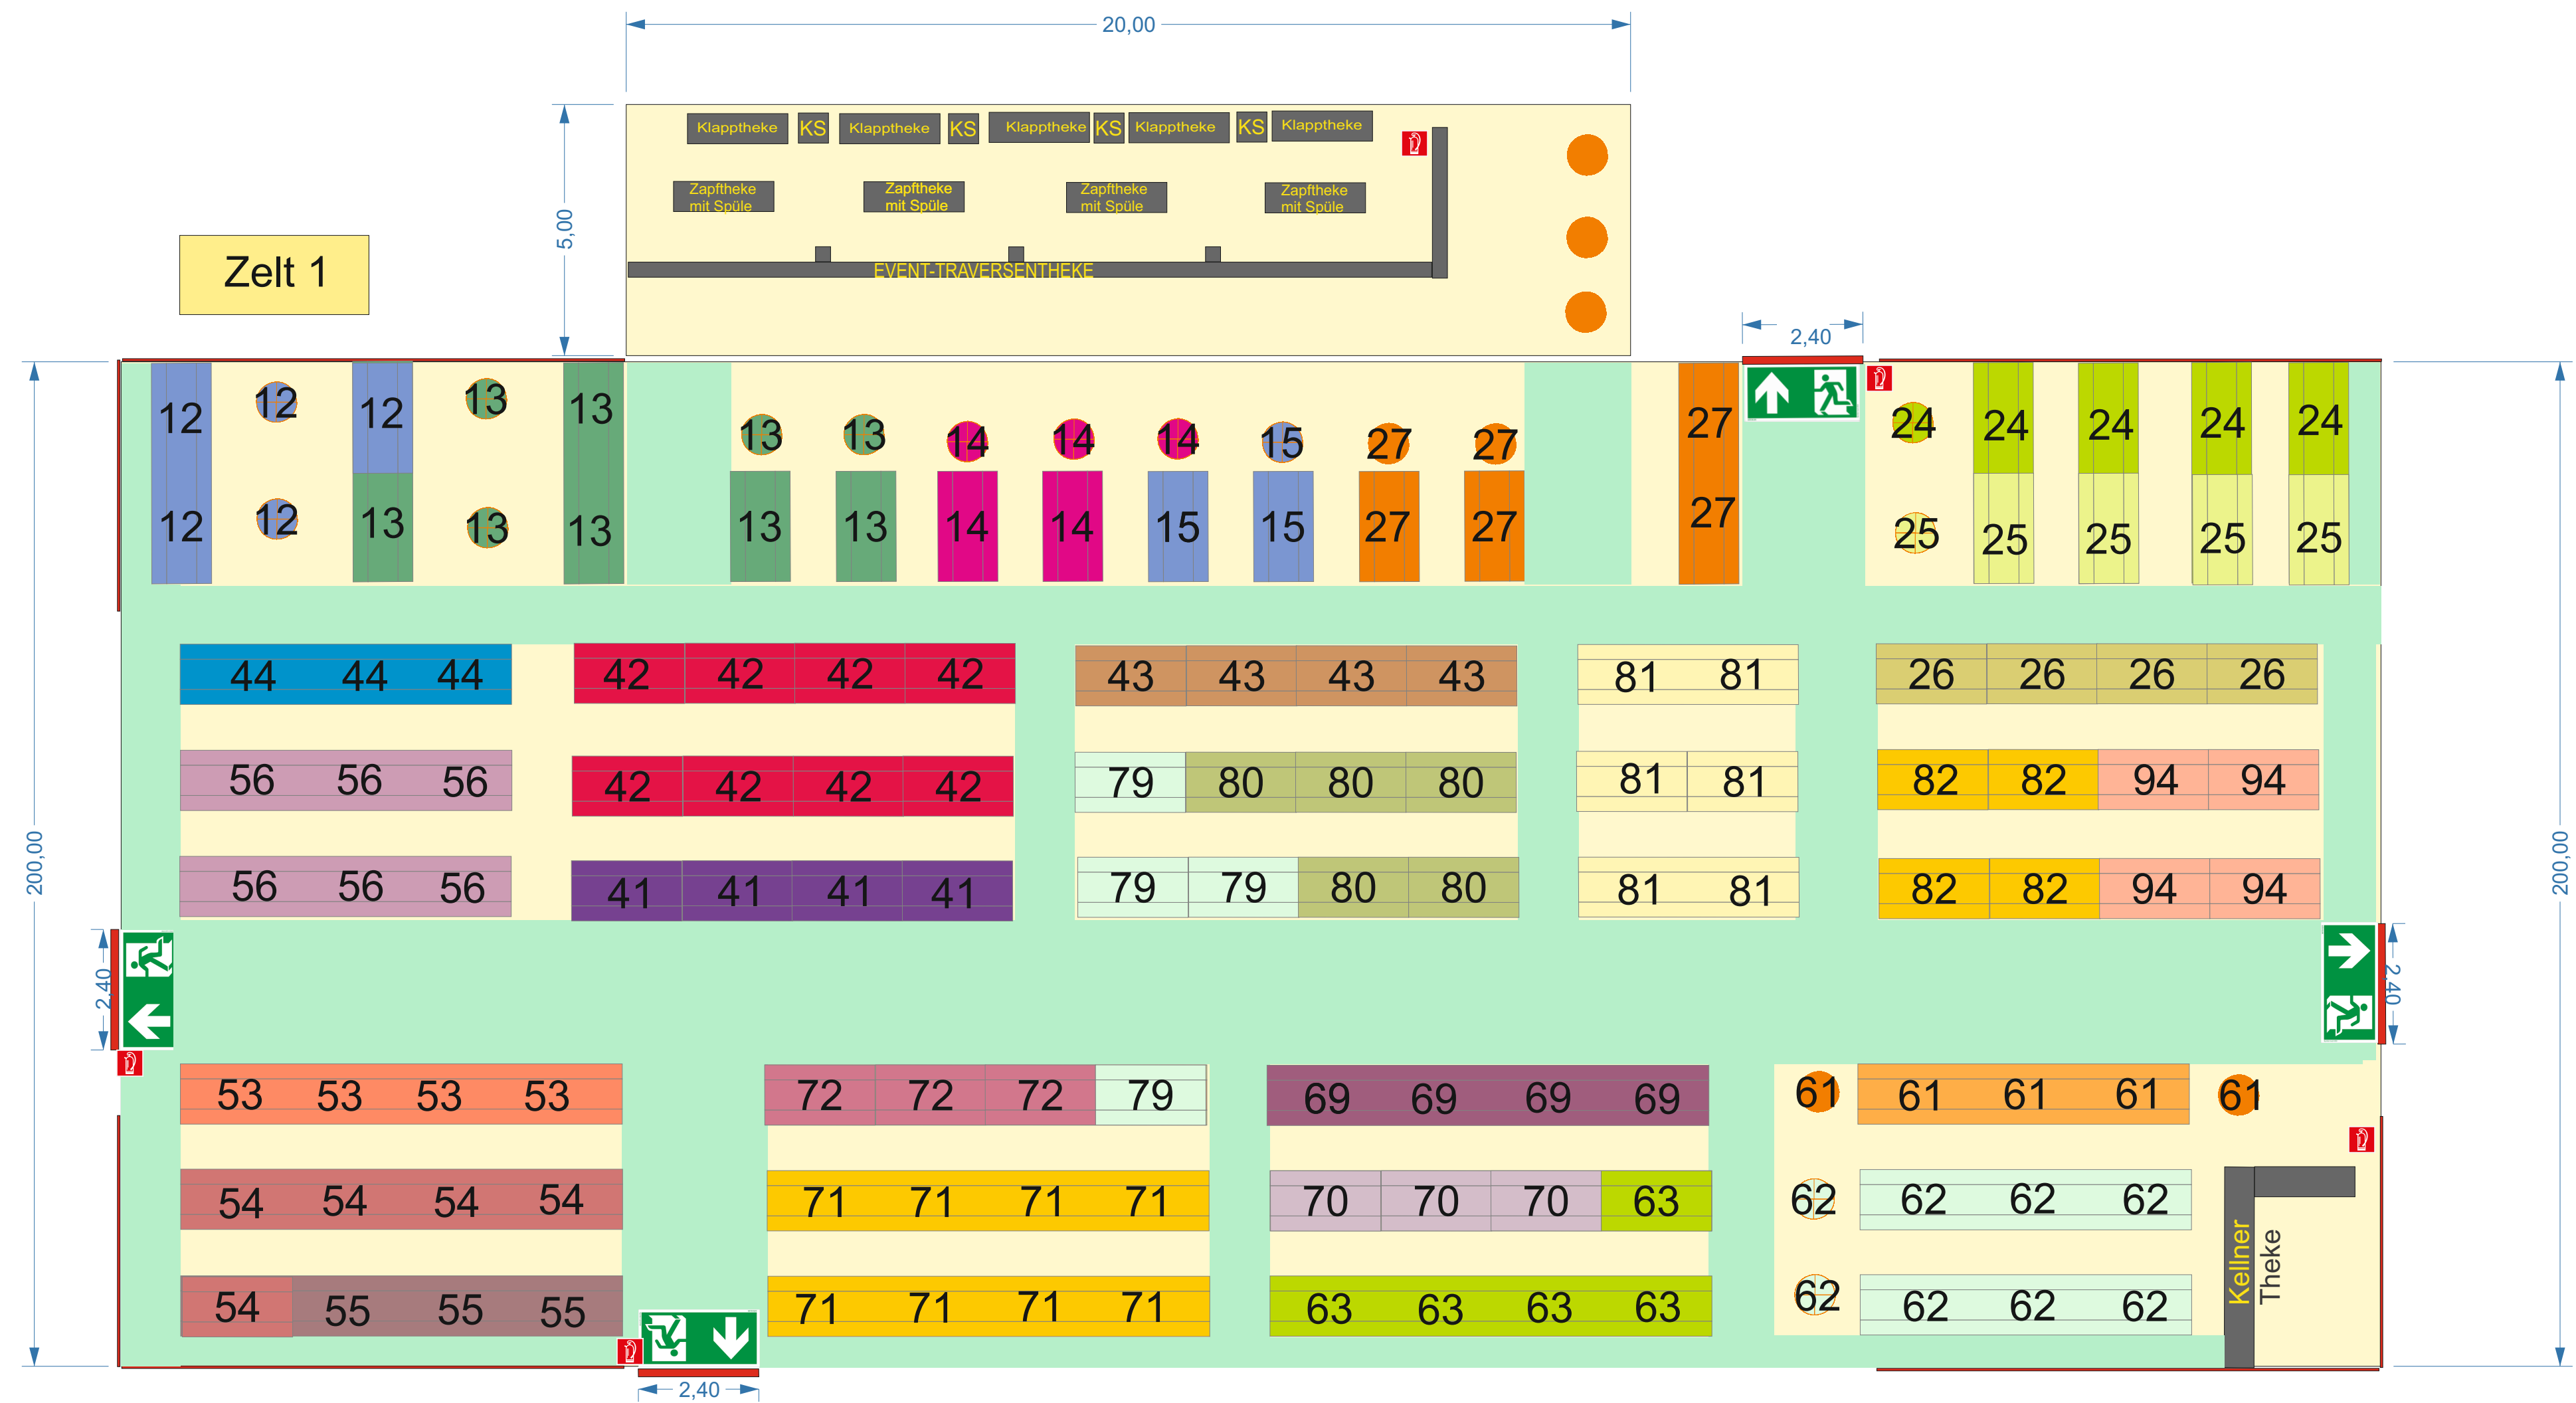 20,00
Klapptheke KS Klapptheke KS Klapptheke KS Klapptheke KS Klapptheke
Zapftheke Zapftheke Zapftheke Zapftheke
mit Spüle mit Spüle mit Spüle mit Spüle
5,00
EVENT-TRAVERSENTHEKE
Zelt 1
2,40
12 12 12 13 13 13 13 14 14 14 15 27 27 27 24 24 24 24 24
12 12 13 13 13 13 13 14 14 15 15 27 27 27 25 25 25 25 25
44 44 44 42 42 42 42 43 43 43 43 81 81 26 26 26 26
56 56 56 42 42 42 42 79 80 80 80 81 81 82 82 94 94
200,00
200,00
56 56 56 41 41 41 41 79 79 80 80 81 81 82 82 94 94
2,40
2,40
53 53 53 53 72 72 72 79 69 69 69 69 61 61 61 61 61
54 54 54 54 71 71 71 71 70 70 70 63 62 62 62 62
Kellner
Theke
54 55 55 55 71 71 71 71 63 63 63 63 62 62 62 62
2,40